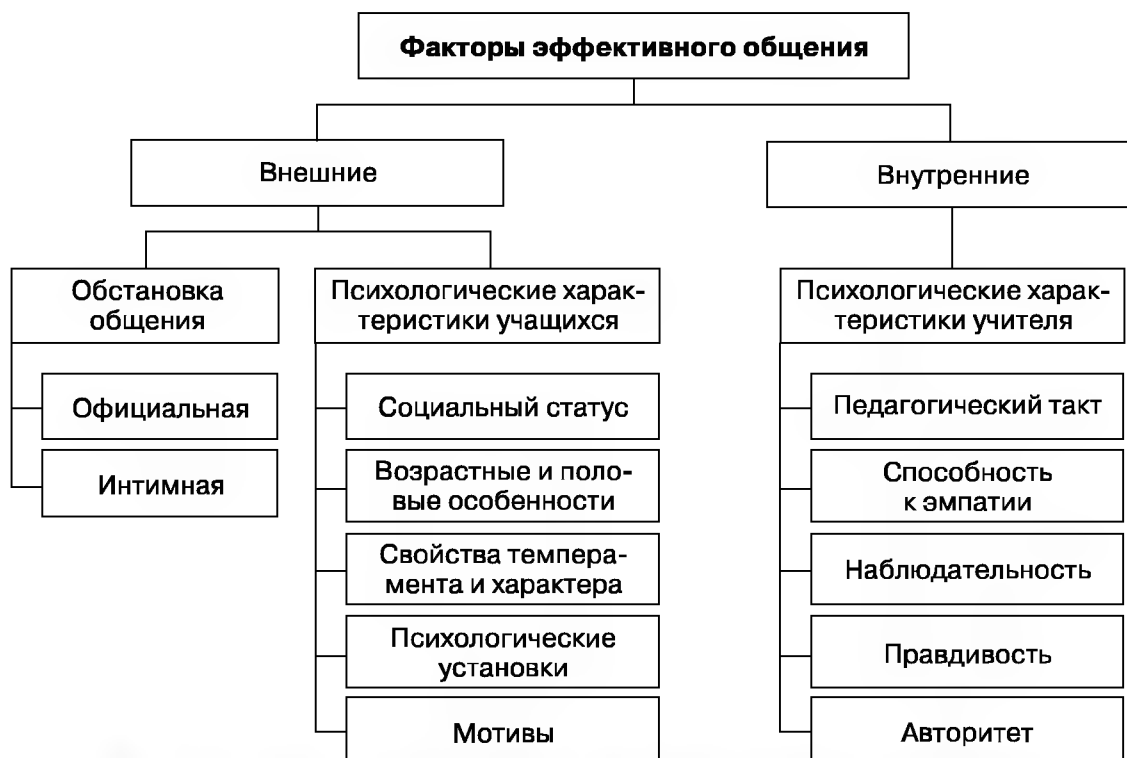 Факторы эффективного общения
Внешние
Внутренние
Обстановка
общения
Психологические харак-
теристики учащихся
Психологические харак-
теристики учителя
Официальная
Интимная
Социальный статус
Возрастные и поло-
вые особенности
Свойства темпера-
мента и характера
Психологические
установки
Мотивы
Педагогический такт
Способность
к эмпатии
Наблюдательность
Правдивость
Авторитет